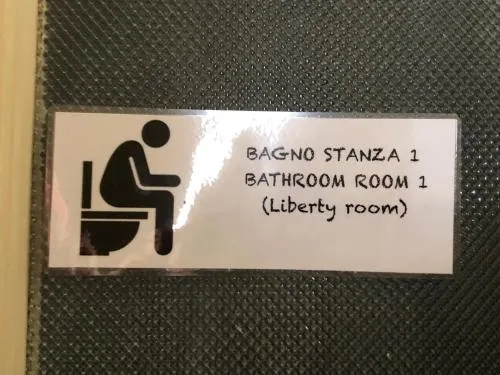 BAGNO STANZA 1
BATHROOM ROOM 1
(Liberty room)